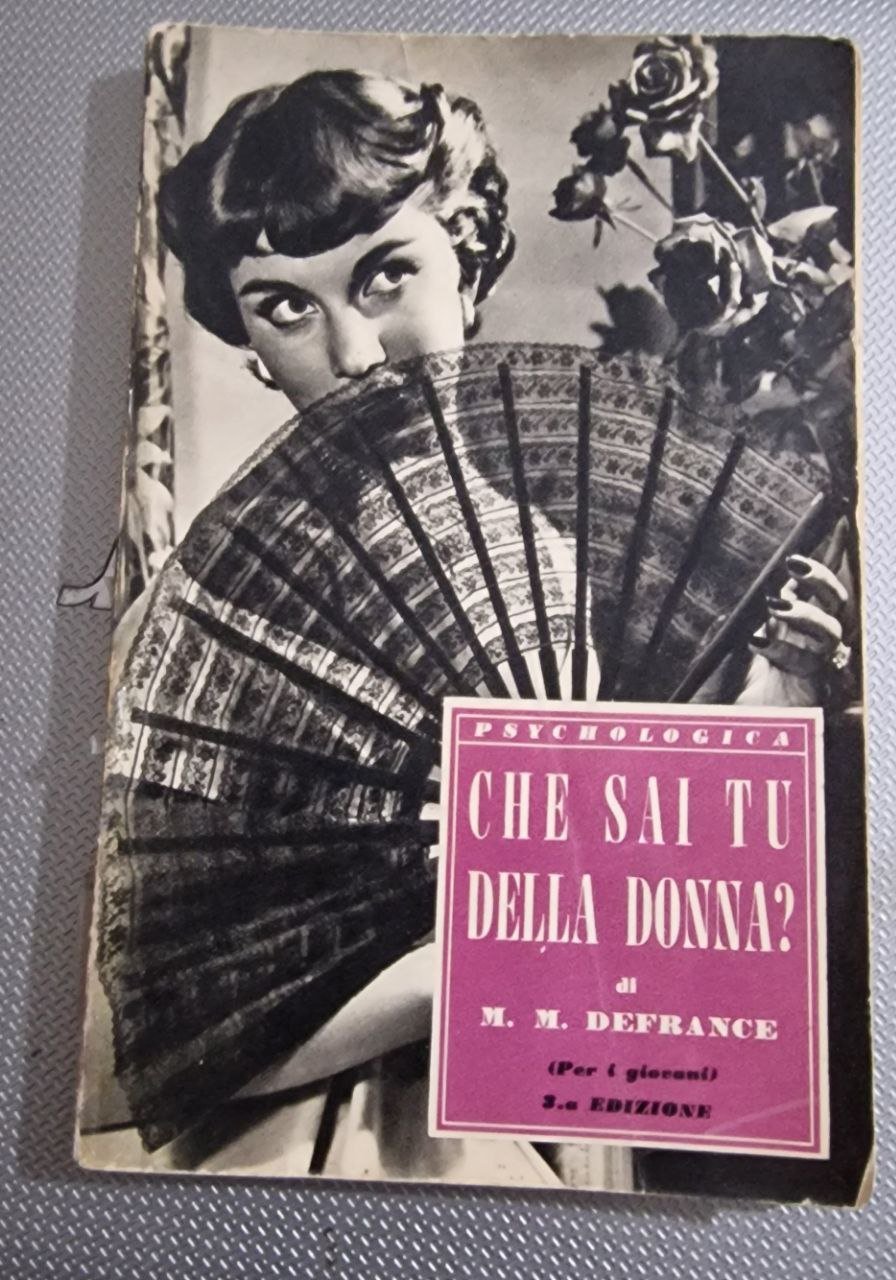 PSYCHOLOGICA
CHE SAI TU
DELLA DONNA?
di
M. M. DEFRANCE
(Per i giovani)
3.a EDIZIONE